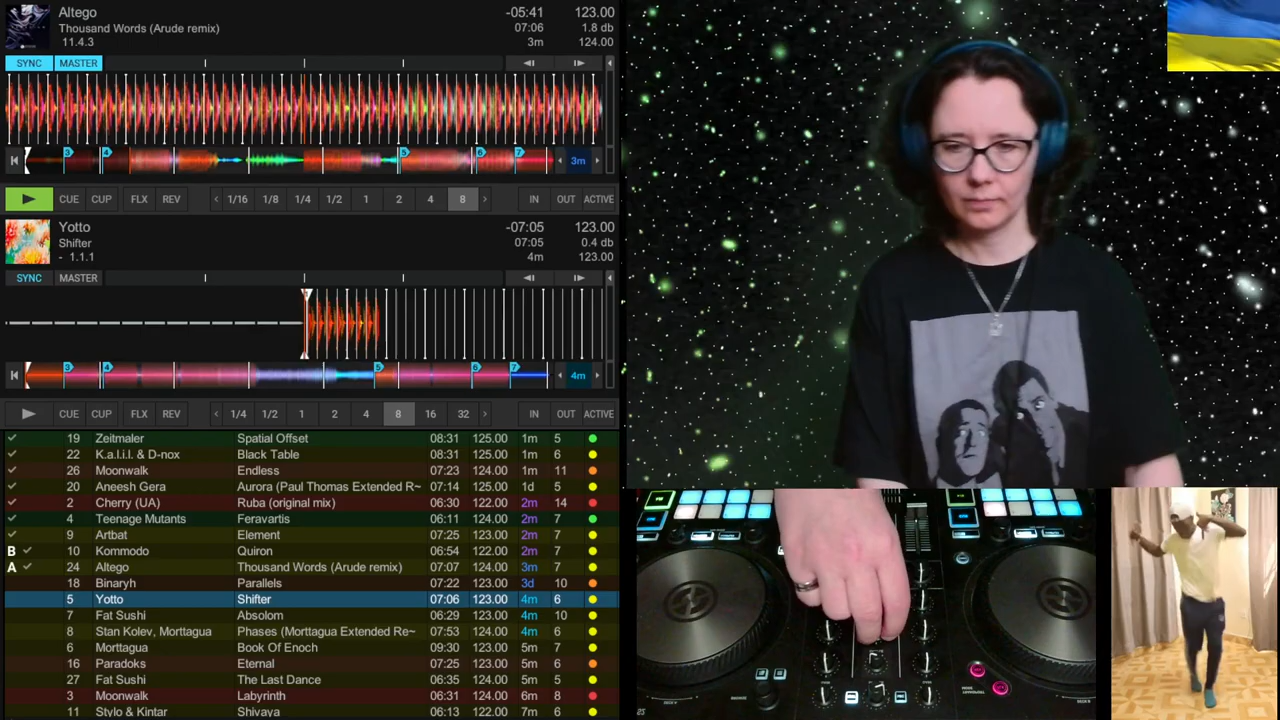 Altego -05:41 123.00
Thousand Words (Arude remix) 07:06 1.8 db
11.4.3 3m 124.00
SYNC MASTER
3 4 5 6 7 3m
CUE CUP FLX REV 1/16 1/8 1/4 1/2 1 2 4 8 IN OUT ACTIVE
Yotto -07:05 123.00
Shifter 07:05 0.4 db
- 1.1.1 4m 123.00
SYNC MASTER
3 4 5 6 7 4m
CUE CUP FLX REV 1/4 1/2 1 2 4 8 16 32 IN OUT ACTIVE
19 Zeitmaler Spatial Offset 08:31 125.00 1m 5
22 K.a.l.i.l. & D-nox Black Table 08:31 125.00 1m 6
26 Moonwalk Endless 07:23 124.00 1m 11
20 Aneesh Gera Aurora (Paul Thomas Extended R~ 07:14 125.00 1d 5
2 Cherry (UA) Ruba (original mix) 06:30 122.00 2m 14
4 Teenage Mutants Feravartis 06:11 124.00 2m 7
9 Artbat Element 07:25 123.00 2m 7
B 10 Kommodo Quiron 06:54 122.00 2m 7
A 24 Altego Thousand Words (Arude remix) 07:07 124.00 3m 7
18 Binaryh Parallels 07:22 123.00 3d 10
5 Yotto Shifter 07:06 123.00 4m 6
7 Fat Sushi Absolom 06:29 123.00 4m 10
8 Stan Kolev, Morttagua Phases (Morttagua Extended Re~ 07:53 124.00 4m 6
6 Morttagua Book Of Enoch 09:30 123.00 5m 7
16 Paradoks Eternal 07:25 123.00 5m 6
27 Fat Sushi The Last Dance 06:35 124.00 5m 5
3 Moonwalk Labyrinth 06:31 123.00 6m 8
11 Stylo & Kintar Shivaya 07:13 122.00 7m 6